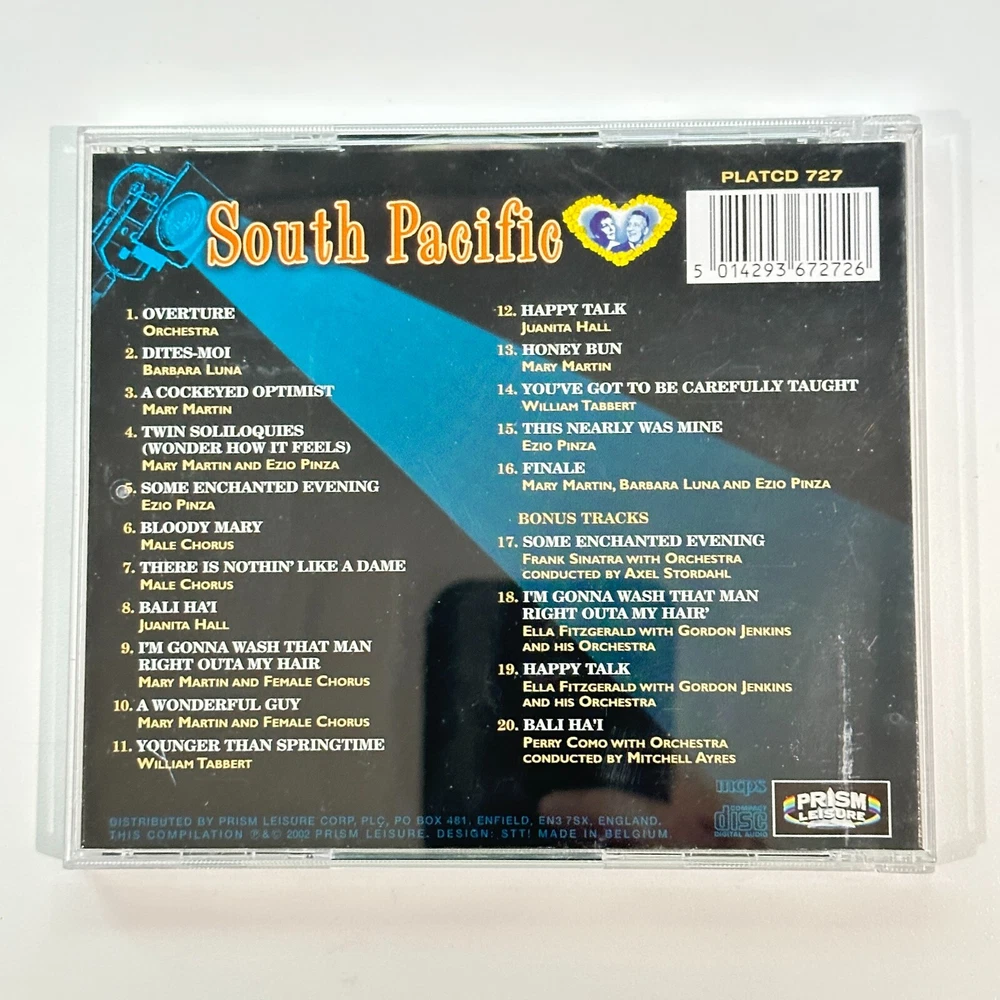 PLATCD 727
South Pacific
5 014293 672726
1. OVERTURE
ORCHESTRA
2. DITES-MOI
BARBARA LUNA
3. A COCKEYED OPTIMIST
MARY MARTIN
4. TWIN SOLILOQUIES
(WONDER HOW IT FEELS)
MARY MARTIN AND EZIO PINZA
5. SOME ENCHANTED EVENING
EZIO PINZA
6. BLOODY MARY
MALE CHORUS
7. THERE IS NOTHIN' LIKE A DAME
MALE CHORUS
8. BALI HA'I
JUANITA HALL
9. I'M GONNA WASH THAT MAN
RIGHT OUTA MY HAIR
MARY MARTIN AND FEMALE CHORUS
10. A WONDERFUL GUY
MARY MARTIN AND FEMALE CHORUS
11. YOUNGER THAN SPRINGTIME
WILLIAM TABBERT
12. HAPPY TALK
JUANITA HALL
13. HONEY BUN
MARY MARTIN
14. YOU'VE GOT TO BE CAREFULLY TAUGHT
WILLIAM TABBERT
15. THIS NEARLY WAS MINE
EZIO PINZA
16. FINALE
MARY MARTIN, BARBARA LUNA AND EZIO PINZA
BONUS TRACKS
17. SOME ENCHANTED EVENING
FRANK SINATRA WITH ORCHESTRA
CONDUCTED BY AXEL STORDAHL
18. I'M GONNA WASH THAT MAN
RIGHT OUTA MY HAIR'
ELLA FITZGERALD WITH GORDON JENKINS
AND HIS ORCHESTRA
19. HAPPY TALK
ELLA FITZGERALD WITH GORDON JENKINS
AND HIS ORCHESTRA
20. BALI HA'I
PERRY COMO WITH ORCHESTRA
CONDUCTED BY MITCHELL AYRES
mcps
COMPACT
disc
DIGITAL AUDIO
PRISM
LEISURE
DISTRIBUTED BY PRISM LEISURE CORP, PLC, PO BOX 481, ENFIELD, EN3 7SX, ENGLAND.
THIS COMPILATION ℗&© 2002 PRISM LEISURE. DESIGN: STT! MADE IN BELGIUM.